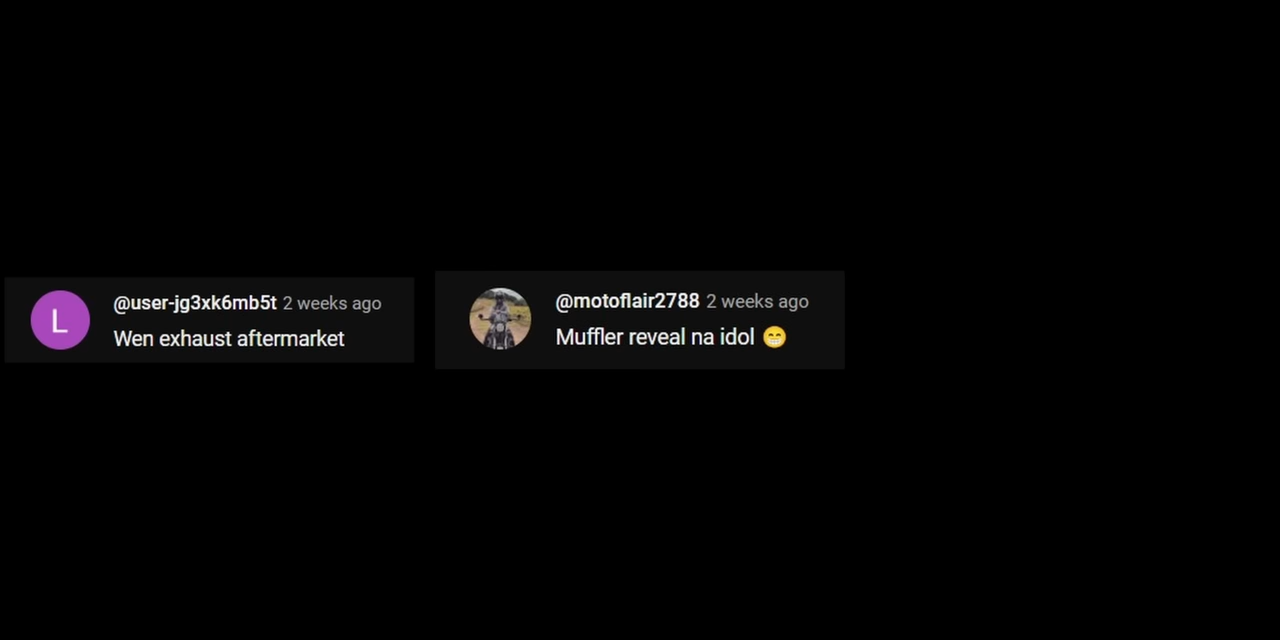 L
@user-jg3xk6mb5t 2 weeks ago
Wen exhaust aftermarket
@motoflair2788 2 weeks ago
Muffler reveal na idol 😁